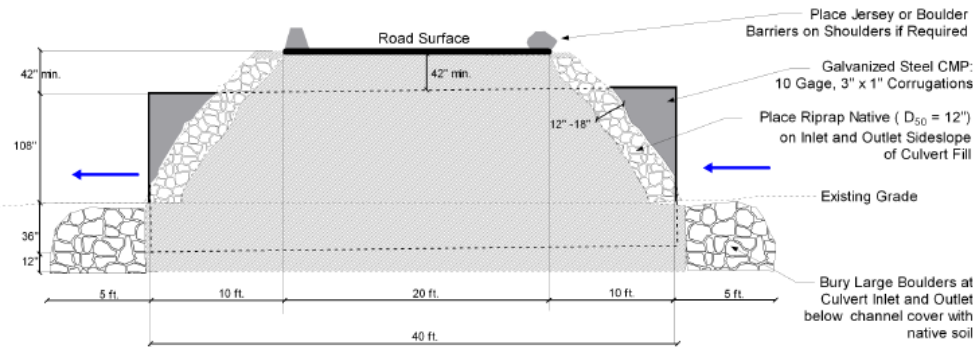 Place Jersey or Boulder
Barriers on Shoulders if Required
Road Surface
42" min.
42" min.
Galvanized Steel CMP:
10 Gage, 3" x 1" Corrugations
12" -18"
Place Riprap Native ( D50 = 12")
on Inlet and Outlet Sideslope
of Culvert Fill
108"
Existing Grade
36"
12"
Bury Large Boulders at
Culvert Inlet and Outlet
below channel cover with
native soil
5 ft.
10 ft.
20 ft.
10 ft.
5 ft.
40 ft.